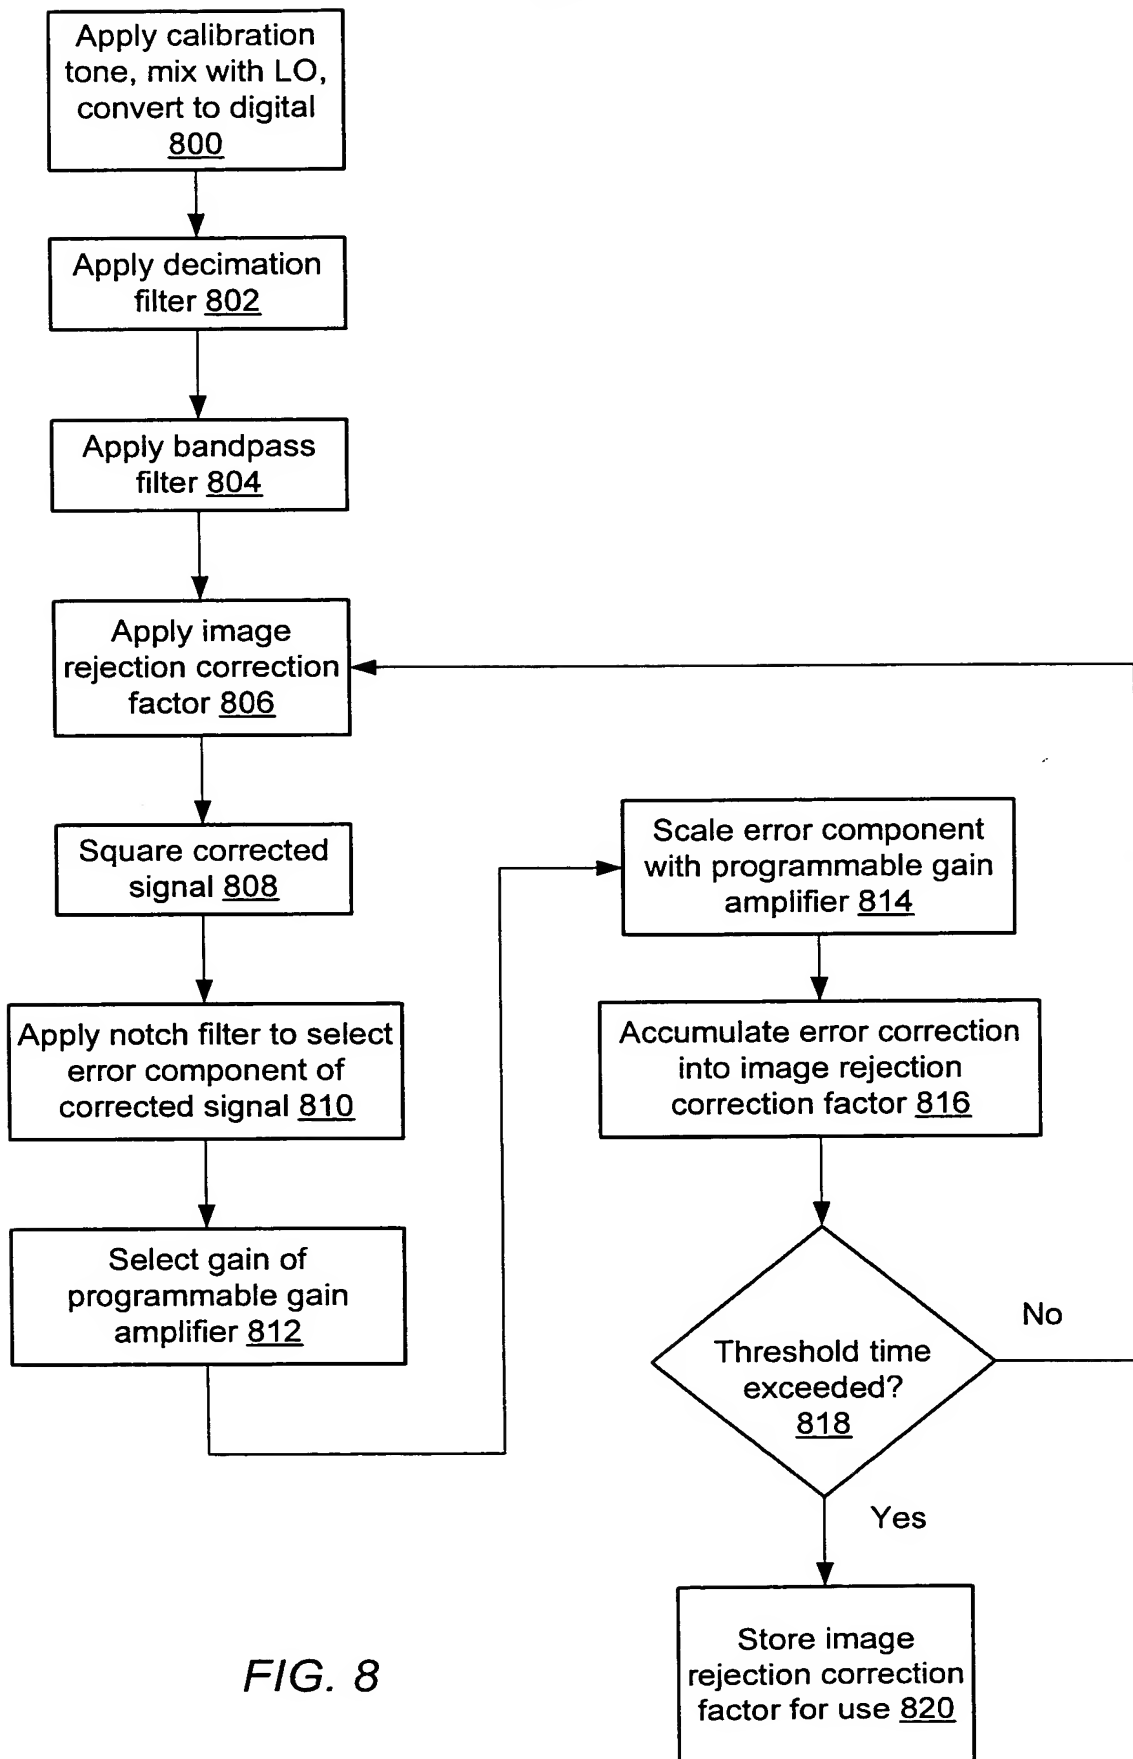 Apply calibration
tone, mix with LO,
convert to digital
800
Apply decimation
filter 802
Apply bandpass
filter 804
Apply image
rejection correction
factor 806
Square corrected
signal 808
Apply notch filter to select
error component of
corrected signal 810
Select gain of
programmable gain
amplifier 812
Scale error component
with programmable gain
amplifier 814
Accumulate error correction
into image rejection
correction factor 816
Threshold time
exceeded?
818
No
Yes
Store image
rejection correction
factor for use 820
FIG. 8